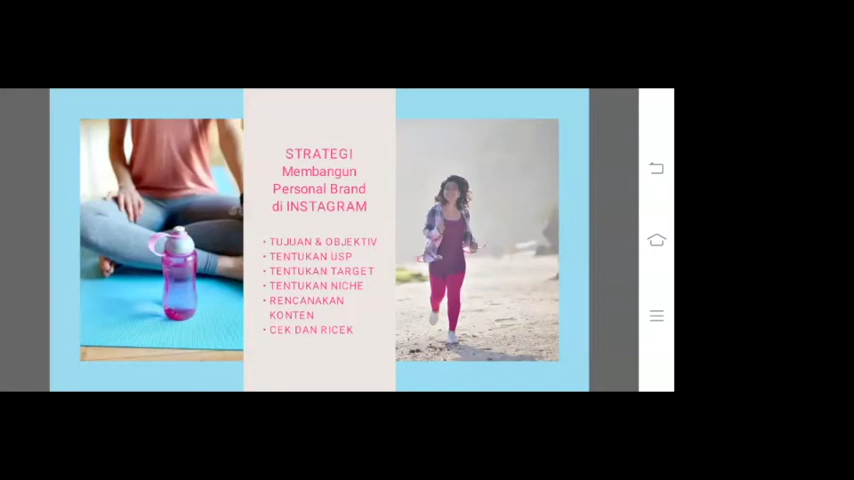 STRATEGI
Membangun
Personal Brand
di INSTAGRAM
• TUJUAN & OBJEKTIV
• TENTUKAN USP
• TENTUKAN TARGET
• TENTUKAN NICHE
• RENCANAKAN
KONTEN
• CEK DAN RICEK